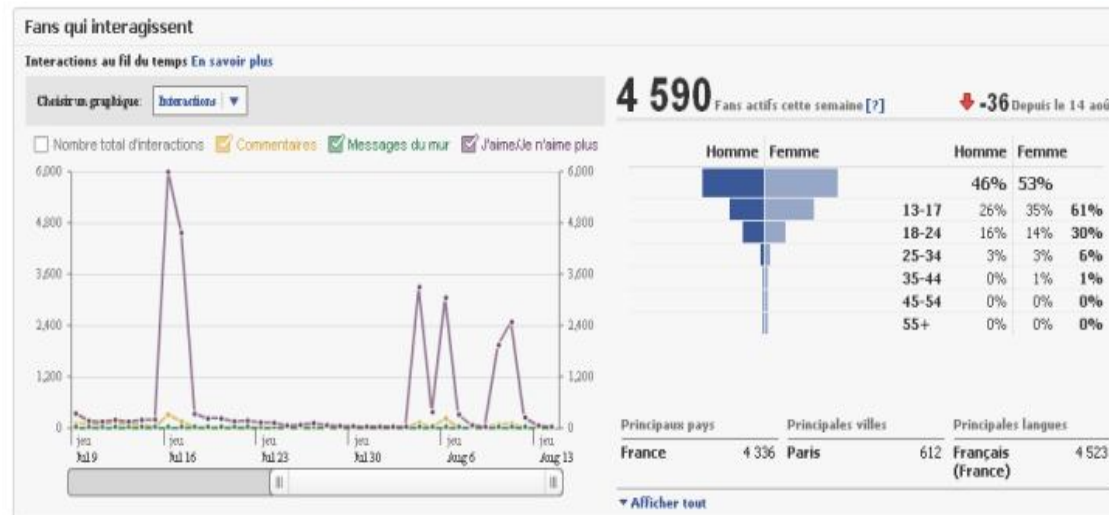 Fans qui interagissent
Interactions au fil du temps En savoir plus
Choisir un graphique: Interactions
Nombre total d'interactions Commentaires Messages du mur J'aime/Je n'aime plus
6,000 6,000
4,800 4,800
3,600 3,600
2,400 2,400
1,200 1,200
0 0
jeu jeu jeu jeu jeu jeu
Jul 9 Jul 16 Jul 23 Jul 30 Aug 6 Aug 13
4 590 Fans actifs cette semaine [?] -36 Depuis le 14 aoû
Homme Femme Homme Femme
46% 53%
13-17 26% 35% 61%
18-24 16% 14% 30%
25-34 3% 3% 6%
35-44 0% 1% 1%
45-54 0% 0% 0%
55+ 0% 0% 0%
Principaux pays Principales villes Principales langues
France 4 336 Paris 612 Français 4 523
(France)
Afficher tout